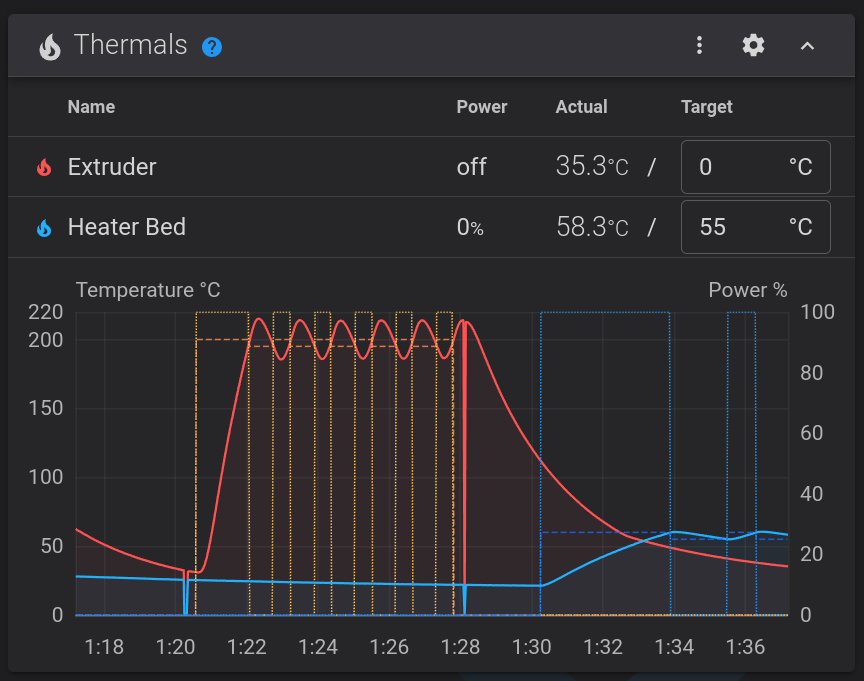 Thermals ?
Name Power Actual Target
Extruder off 35.3°C / 0 °C
Heater Bed 0% 58.3°C / 55 °C
Temperature °C Power %
220 100
200
80
150
60
100
40
50
20
0 0
1:18 1:20 1:22 1:24 1:26 1:28 1:30 1:32 1:34 1:36